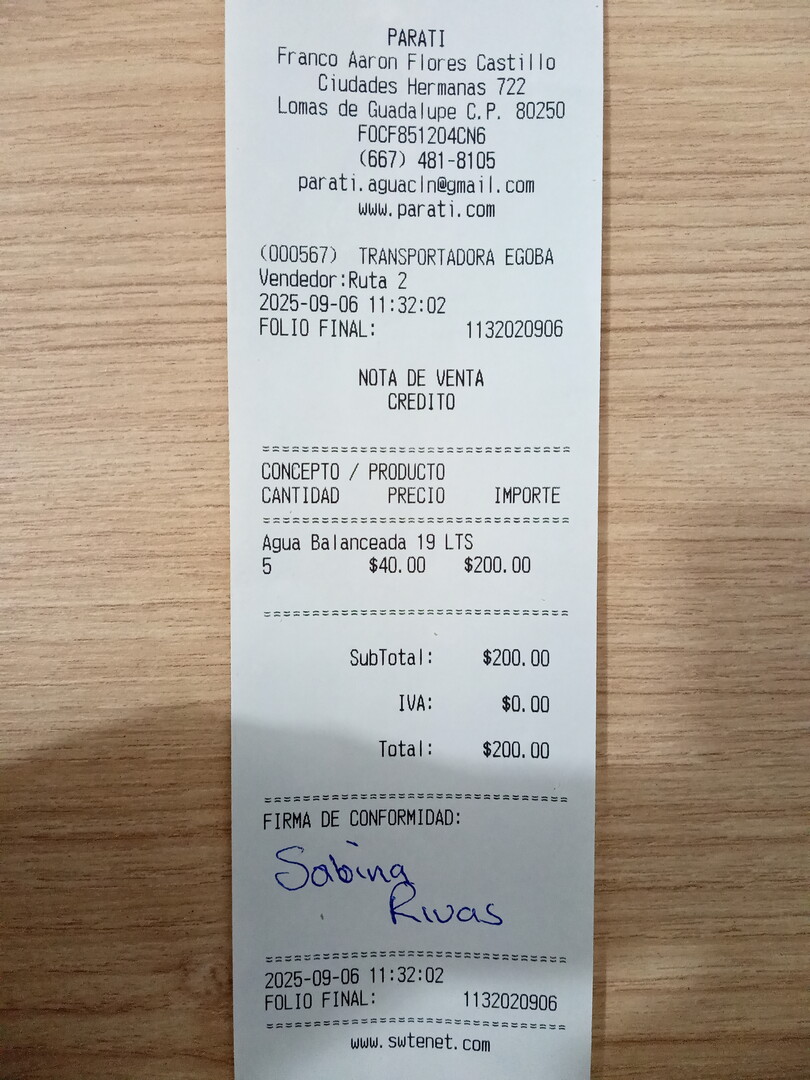 PARATI
Franco Aaron Flores Castillo
Ciudades Hermanas 722
Lomas de Guadalupe C.P. 80250
FOCF851204CN6
(667) 481-8105
parati.aguacln@gmail.com
www.parati.com
(000567) TRANSPORTADORA EGOBA
Vendedor:Ruta 2
2025-09-06 11:32:02
FOLIO FINAL: 1132020906
NOTA DE VENTA
CREDITO
==============================
CONCEPTO / PRODUCTO
CANTIDAD PRECIO IMPORTE
==============================
Agua Balanceada 19 LTS
5 $40.00 $200.00
==============================
SubTotal: $200.00
IVA: $0.00
Total: $200.00
==============================
FIRMA DE CONFORMIDAD:
Sabina
Rivas
==============================
2025-09-06 11:32:02
FOLIO FINAL: 1132020906
==============================
www.swtenet.com